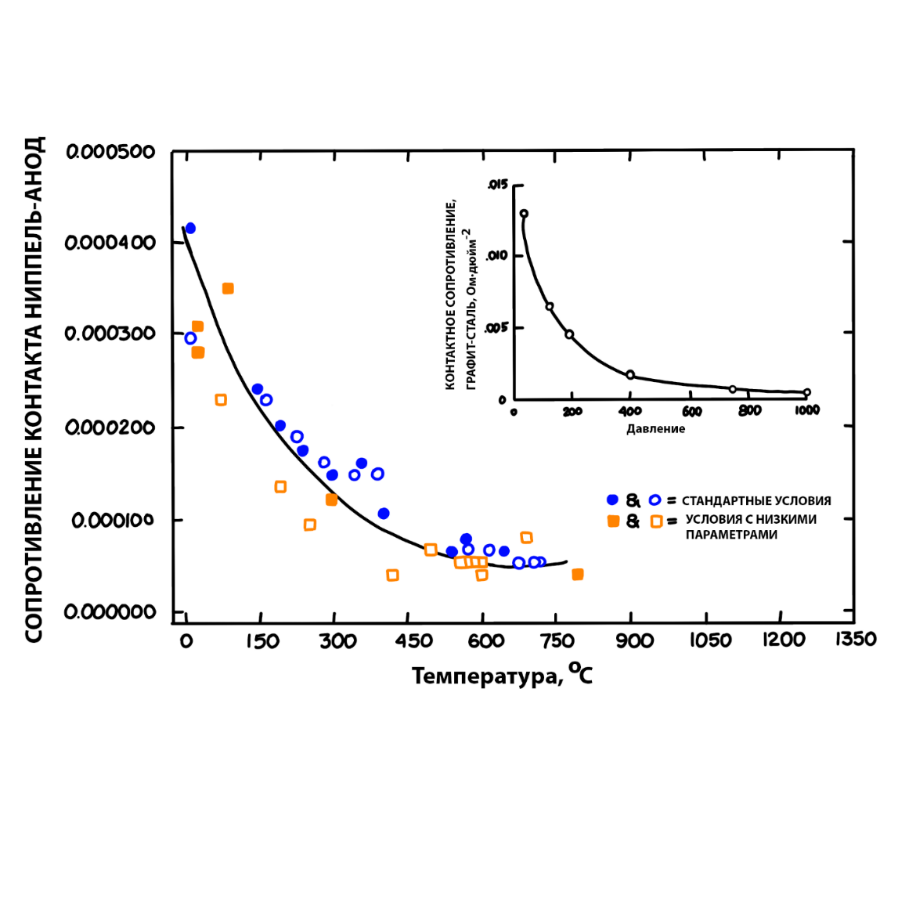 СОПРОТИВЛЕНИЕ КОНТАКТА НИППЕЛЬ-АНОД
0.000500
0.000400
0.000300
0.000200
0.000100
0.000000
0 150 300 450 600 750 900 1050 1200 1350
Температура, °C
КОНТАКТНОЕ СОПРОТИВЛЕНИЕ,
ГРАФИТ-СТАЛЬ, Ом-дюйм-2
.015
.010
.005
0
0 200 400 600 800 1000
Давление
& = СТАНДАРТНЫЕ УСЛОВИЯ
& = УСЛОВИЯ С НИЗКИМИ
ПАРАМЕТРАМИ